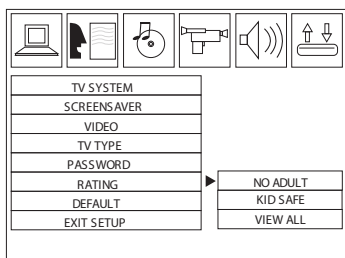 TV SYSTEM
SCREENSAVER
VIDEO
TV TYPE
PASSWORD
RATING
DEFAULT
EXIT SETUP
NO ADULT
KID SAFE
VIEW ALL